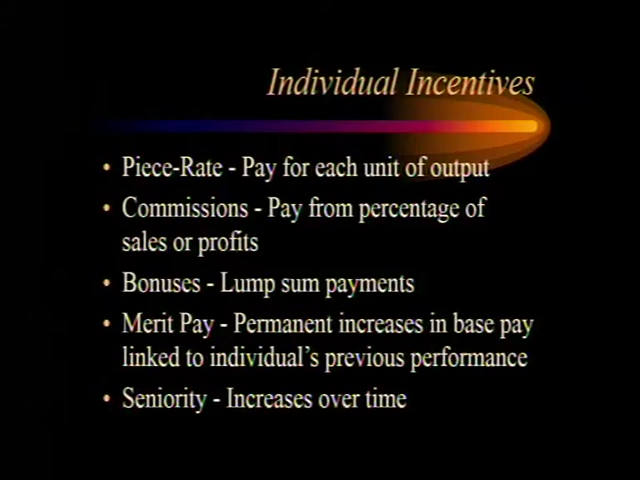 Individual Incentives
• Piece-Rate - Pay for each unit of output
• Commissions - Pay from percentage of
sales or profits
• Bonuses - Lump sum payments
• Merit Pay - Permanent increases in base pay
linked to individual's previous performance
• Seniority - Increases over time